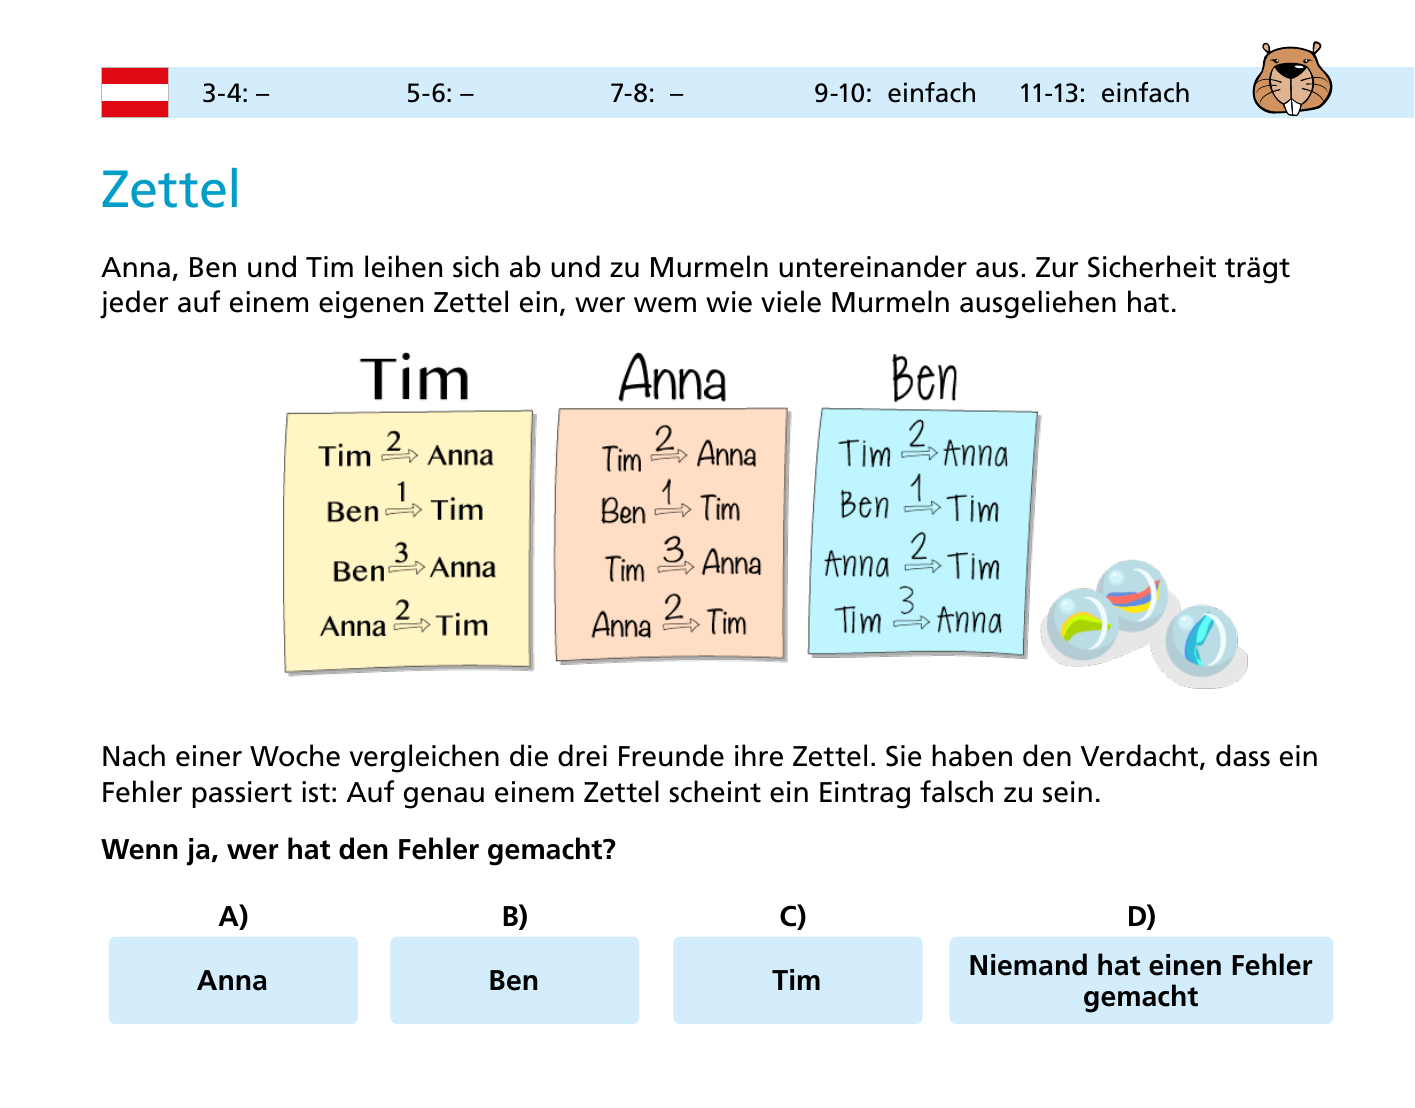 3-4: – 5-6: – 7-8: – 9-10: einfach 11-13: einfach
Zettel
Anna, Ben und Tim leihen sich ab und zu Murmeln untereinander aus. Zur Sicherheit trägt
jeder auf einem eigenen Zettel ein, wer wem wie viele Murmeln ausgeliehen hat.
Tim
Tim 2 ⇒ Anna
Ben 1 ⇒ Tim
Ben 3 ⇒ Anna
Anna 2 ⇒ Tim
Anna
Tim 2 ⇒ Anna
Ben 1 ⇒ Tim
Tim 3 ⇒ Anna
Anna 2 ⇒ Tim
Ben
Tim 2 ⇒ Anna
Ben 1 ⇒ Tim
Anna 2 ⇒ Tim
Tim 3 ⇒ Anna
Nach einer Woche vergleichen die drei Freunde ihre Zettel. Sie haben den Verdacht, dass ein
Fehler passiert ist: Auf genau einem Zettel scheint ein Eintrag falsch zu sein.
Wenn ja, wer hat den Fehler gemacht?
A)
Anna
B)
Ben
C)
Tim
D)
Niemand hat einen Fehler
gemacht